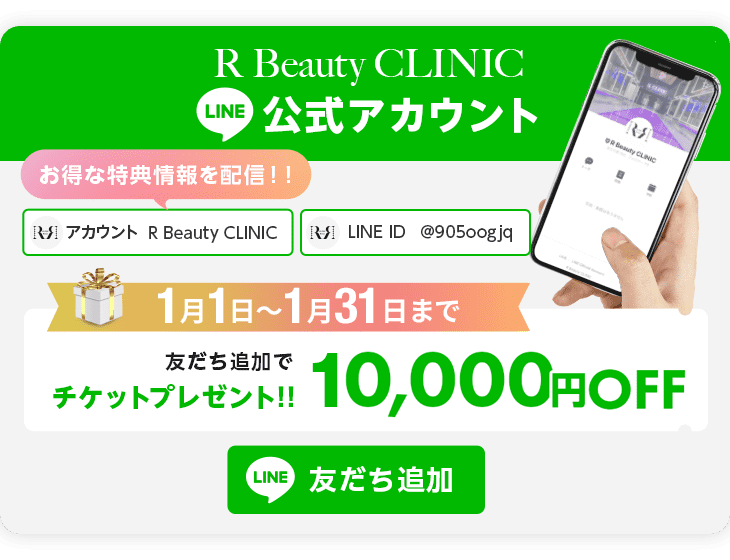 R Beauty CLINIC
LINE 公式アカウント
お得な特典情報を配信！！
アカウント R Beauty CLINIC
LINE ID @905oogjq
1月1日～1月31日まで
友だち追加で
チケットプレゼント!!
10,000円OFF
LINE 友だち追加
R CLINIC
R Beauty CLINIC